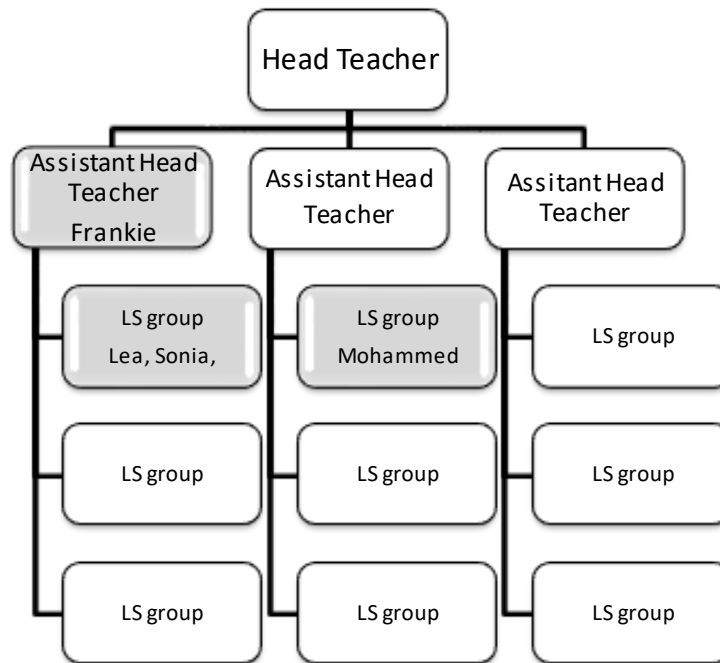 Head Teacher
Assistant Head
Teacher
Frankie
Assistant Head
Teacher
Assitant Head
Teacher
LS group
Lea, Sonia,
LS group
Mohammed
LS group
LS group
LS group
LS group
LS group
LS group
LS group